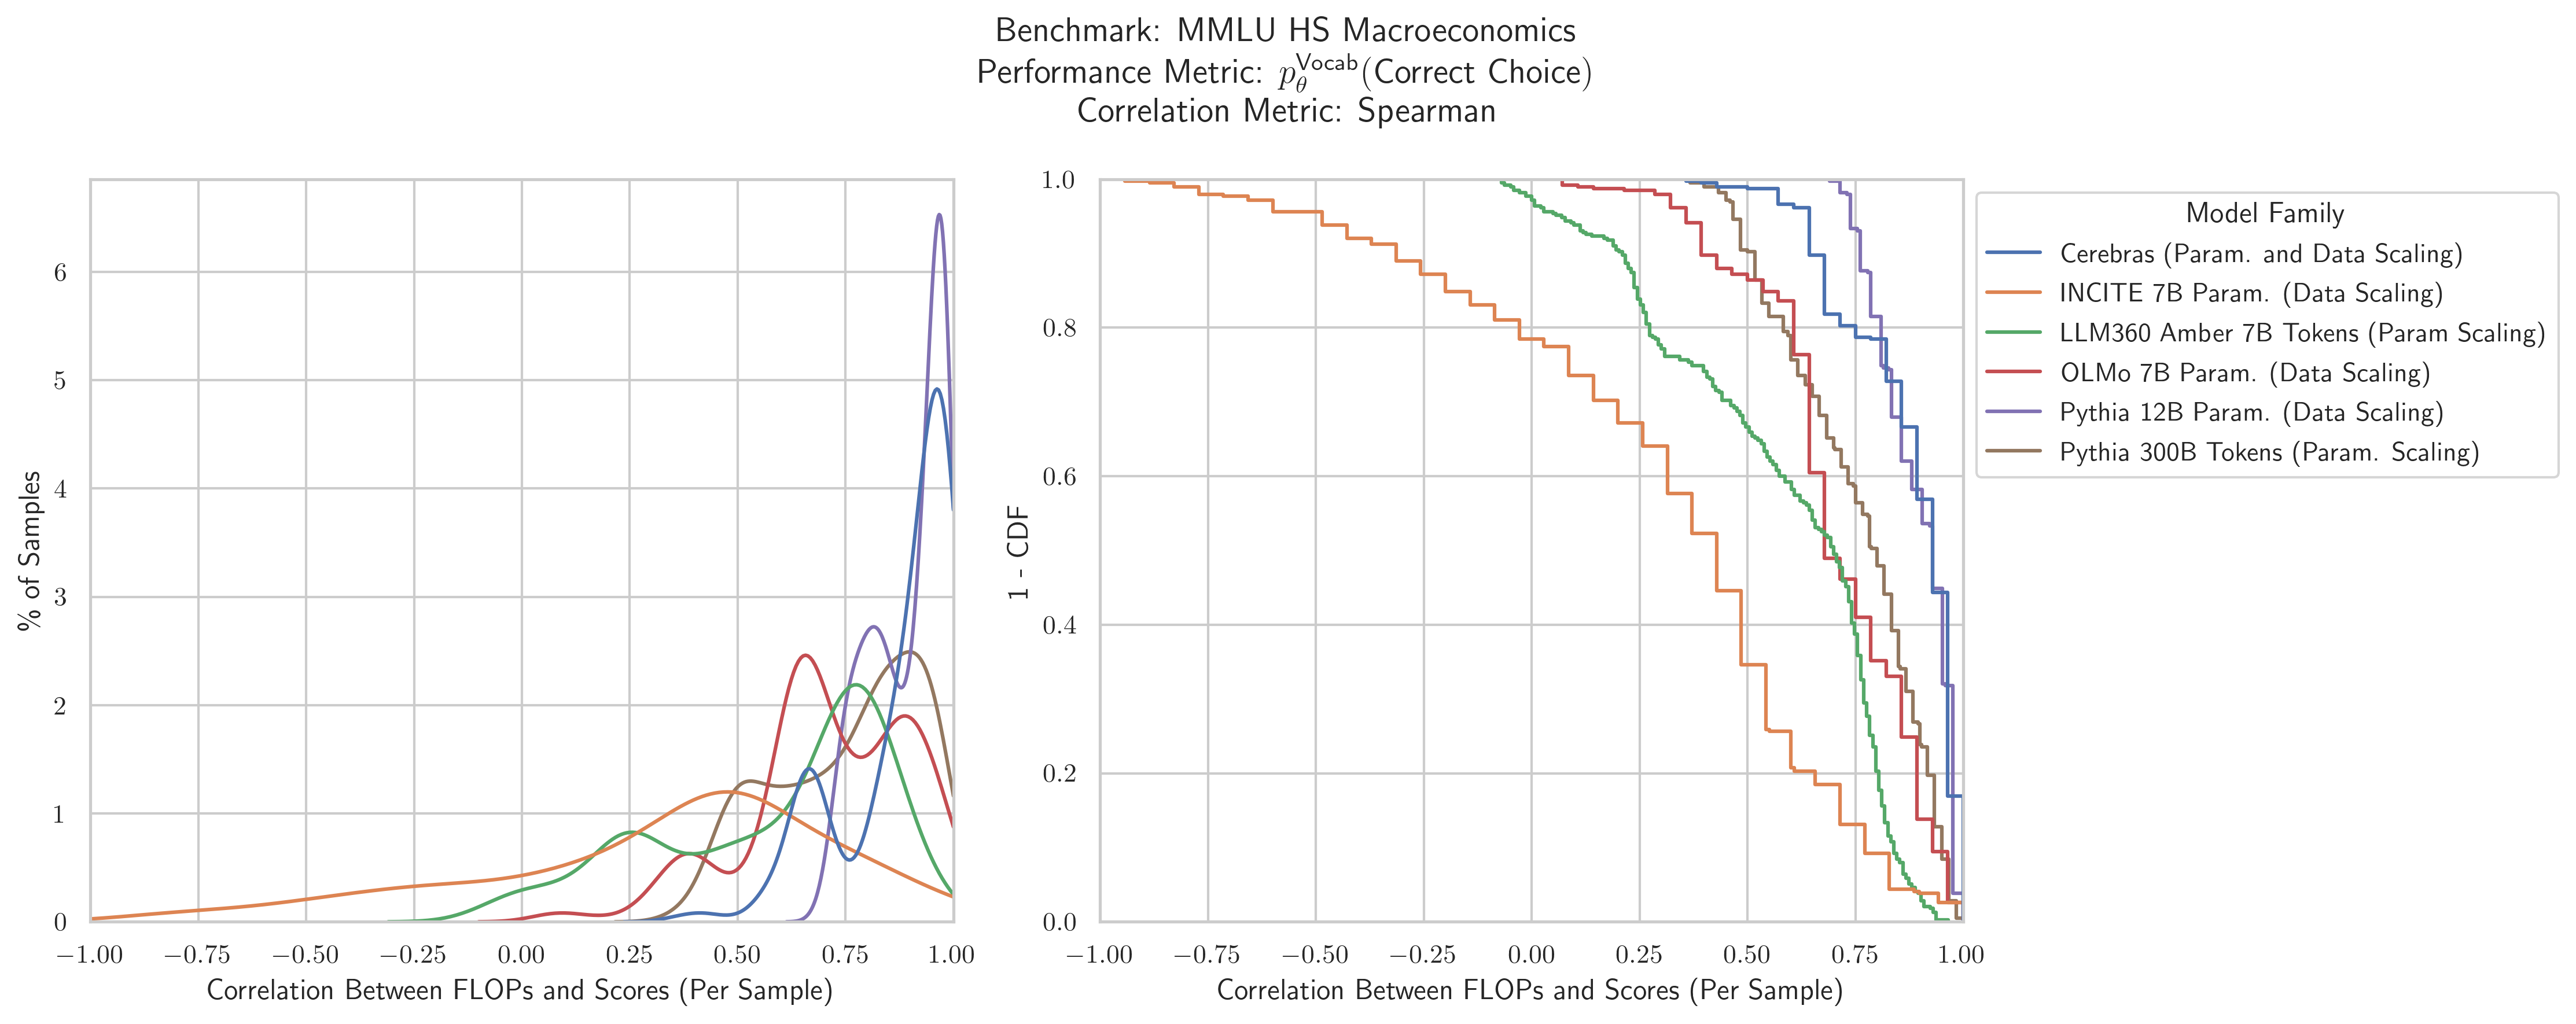 Benchmark: MMLU HS Macroeconomics
Performance Metric: $p_\theta^{\text{Vocab}}(\text{Correct Choice})$
Correlation Metric: Spearman
% of Samples
6
5
4
3
2
1
0
−1.00 −0.75 −0.50 −0.25 0.00 0.25 0.50 0.75 1.00
Correlation Between FLOPs and Scores (Per Sample)
1 - CDF
1.0
0.8
0.6
0.4
0.2
0.0
−1.00 −0.75 −0.50 −0.25 0.00 0.25 0.50 0.75 1.00
Correlation Between FLOPs and Scores (Per Sample)
Model Family
Cerebras (Param. and Data Scaling)
INCITE 7B Param. (Data Scaling)
LLM360 Amber 7B Tokens (Param Scaling)
OLMo 7B Param. (Data Scaling)
Pythia 12B Param. (Data Scaling)
Pythia 300B Tokens (Param. Scaling)